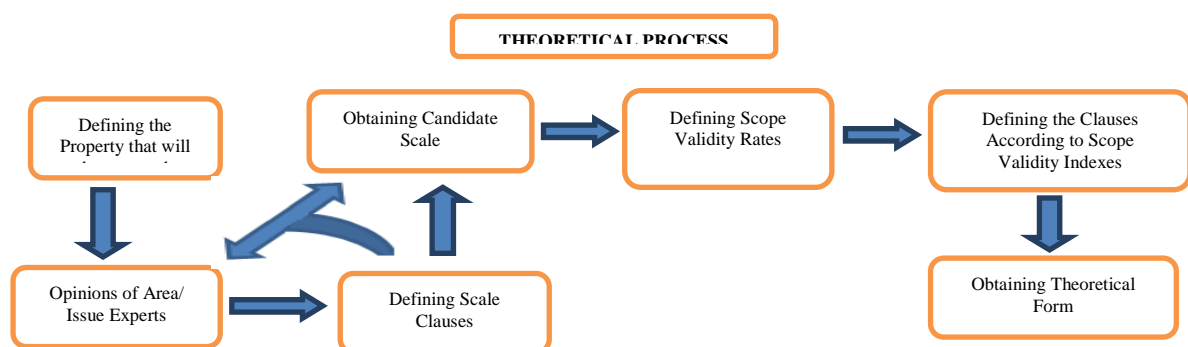 THEORETICAL PROCESS
Defining the
Property that will
Obtaining Candidate
Scale
Defining Scope
Validity Rates
Defining the Clauses
According to Scope
Validity Indexes
Opinions of Area/
Issue Experts
Defining Scale
Clauses
Obtaining Theoretical
Form